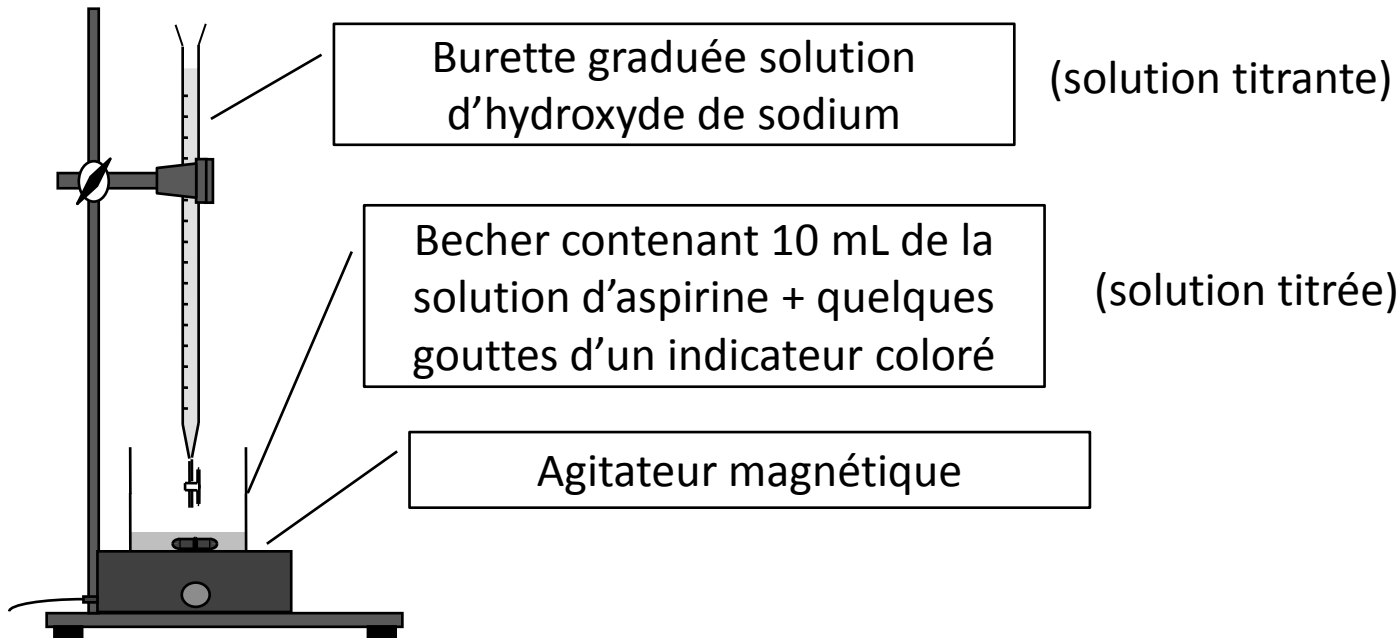 Burette graduée solution
d’hydroxyde de sodium
(solution titrante)
Becher contenant 10 mL de la
solution d’aspirine + quelques
gouttes d’un indicateur coloré
(solution titrée)
Agitateur magnétique